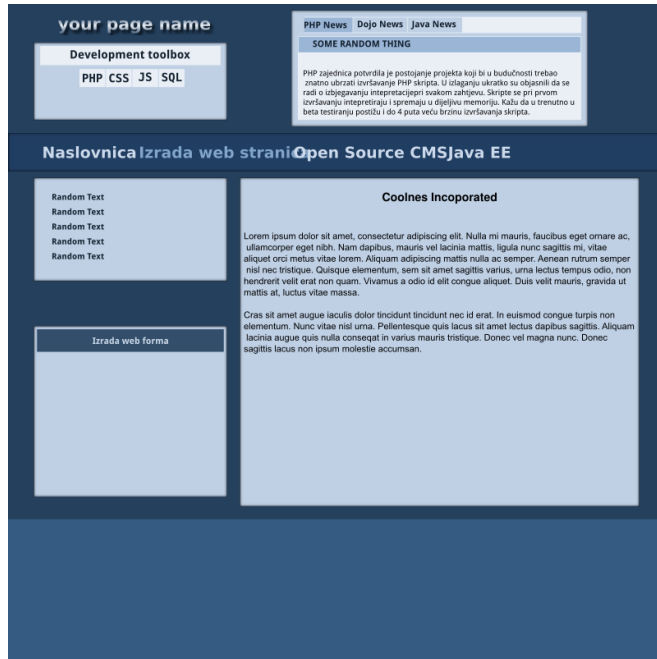 your page name
Development toolbox
PHP CSS JS SQL
PHP News Dojo News Java News
SOME RANDOM THING
PHP zajednica potvrdila je postojanje projekta koji bi u budučnosti trebao
znatno ubrzati izvršavanje PHP skripta. U izlaganju ukratko su objasnili da se
radi o izbjegavanju intepretacijepri svakom zahtjevu. Skripte se pri prvom
izvršavanju intepretiraju i spremaju u dijeljivu memoriju. Kažu da u trenutno u
beta testiranju postižu i do 4 puta veću brzinu izvršavanja skripta.
Naslovnica Izrada web stranica Open Source CMS Java EE
Random Text
Random Text
Random Text
Random Text
Random Text
Izrada web forma
Coolnes Incoporated
Lorem ipsum dolor sit amet, consectetur adipiscing elit. Nulla mi mauris, faucibus eget ornare ac,
ullamcorper eget nibh. Nam dapibus, mauris vel lacinia mattis, ligula nunc sagittis mi, vitae
aliquet orci metus vitae lorem. Aliquam adipiscing mattis nulla ac semper. Aenean rutrum semper
nisl nec tristique. Quisque elementum, sem sit amet sagittis varius, urna lectus tempus odio, non
hendrerit velit erat non quam. Vivamus a odio id elit congue aliquet. Duis velit mauris, gravida ut
mattis at, luctus vitae massa.
Cras sit amet augue iaculis dolor tincidunt tincidunt nec id erat. In euismod congue turpis non
elementum. Nunc vitae nisl urna. Pellentesque quis lacus sit amet lectus dapibus sagittis. Aliquam
lacinia augue quis nulla conseqat in varius mauris tristique. Donec vel magna nunc. Donec
sagittis lacus non ipsum molestie accumsan.